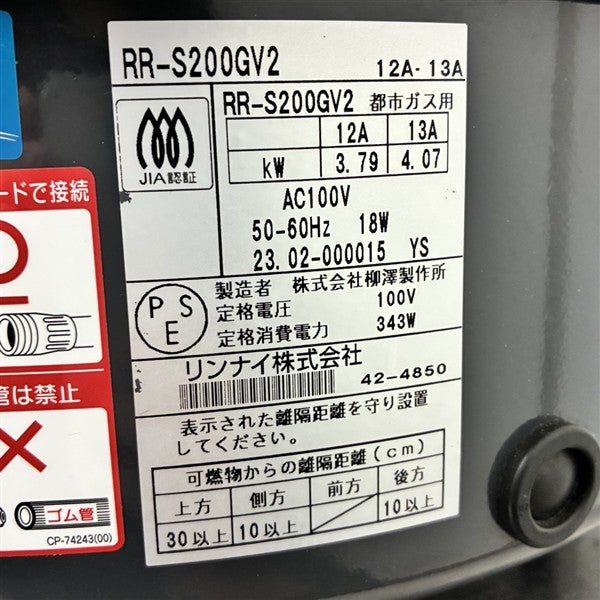 RR-S200GV2 12A-13A
RR-S200GV2 都市ガス用
12A 13A
kW 3.79 4.07
JIA認証
AC100V
50-60Hz 18W
23.02-000015 YS
PSE
製造者 株式会社柳澤製作所
定格電圧 100V
定格消費電力 343W
リンナイ株式会社
42-4850
表示された離隔距離を守り設置
してください。
可燃物からの離隔距離(cm)
上方 側方 前方 後方
30以上 10以上 10以上
ードで接続
管は禁止
ゴム管
CP-74243(00)